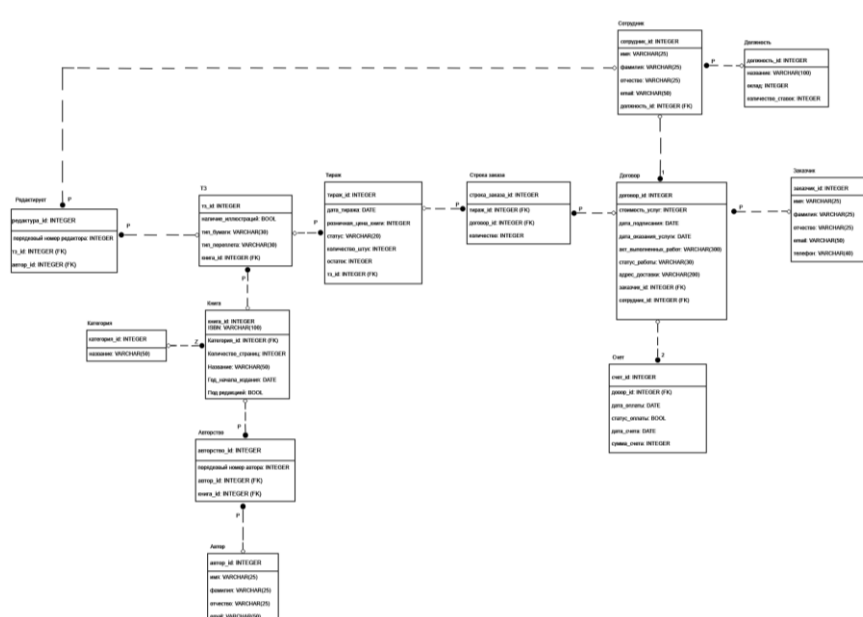 Сотрудник
сотрудник_id: INTEGER
имя: VARCHAR(25)
фамилия: VARCHAR(25)
отчество: VARCHAR(25)
email: VARCHAR(50)
должность_id: INTEGER (FK)
P
Должность
должность_id: INTEGER
название: VARCHAR(100)
оклад: INTEGER
количество_ставок: INTEGER
Редактирует
P
редактура_id: INTEGER
порядковый номер редактора: INTEGER
тз_id: INTEGER (FK)
автор_id: INTEGER (FK)
P
ТЗ
тз_id: INTEGER
наличие_иллюстраций: BOOL
тип_бумаги: VARCHAR(30)
тип_переплета: VARCHAR(30)
книга_id: INTEGER (FK)
P
P
Тираж
тираж_id: INTEGER
дата_тиража: DATE
розничная_цена_книги: INTEGER
статус: VARCHAR(20)
количество_штук: INTEGER
остаток: INTEGER
тз_id: INTEGER (FK)
P
Строка заказа
строка_заказа_id: INTEGER
тираж_id: INTEGER (FK)
договор_id: INTEGER (FK)
количество: INTEGER
P
1
Договор
договор_id: INTEGER
стоимость_услуг: INTEGER
дата_подписания: DATE
дата_оказания_услуги: DATE
акт_выполненных_работ: VARCHAR(300)
статус_работы: VARCHAR(30)
адрес_доставки: VARCHAR(200)
заказчик_id: INTEGER (FK)
сотрудник_id: INTEGER (FK)
P
Заказчик
заказчик_id: INTEGER
имя: VARCHAR(25)
фамилия: VARCHAR(25)
отчество: VARCHAR(25)
email: VARCHAR(50)
телефон: VARCHAR(40)
Категория
категория_id: INTEGER
название: VARCHAR(50)
Z
Книга
книга_id: INTEGER
ISBN: VARCHAR(100)
Категория_id: INTEGER (FK)
Количество_страниц: INTEGER
Название: VARCHAR(50)
Год_начала_издания: DATE
Под редакцией: BOOL
Z
Счет
счет_id: INTEGER
дата_оплаты: DATE
статус_оплаты: BOOL
дата_счета: DATE
сумма_счета: INTEGER
P
Авторство
авторство_id: INTEGER
порядковый номер автора: INTEGER
автор_id: INTEGER (FK)
книга_id: INTEGER (FK)
P
Автор
автор_id: INTEGER
имя: VARCHAR(25)
фамилия: VARCHAR(25)
отчество: VARCHAR(25)
email: VARCHAR(50)